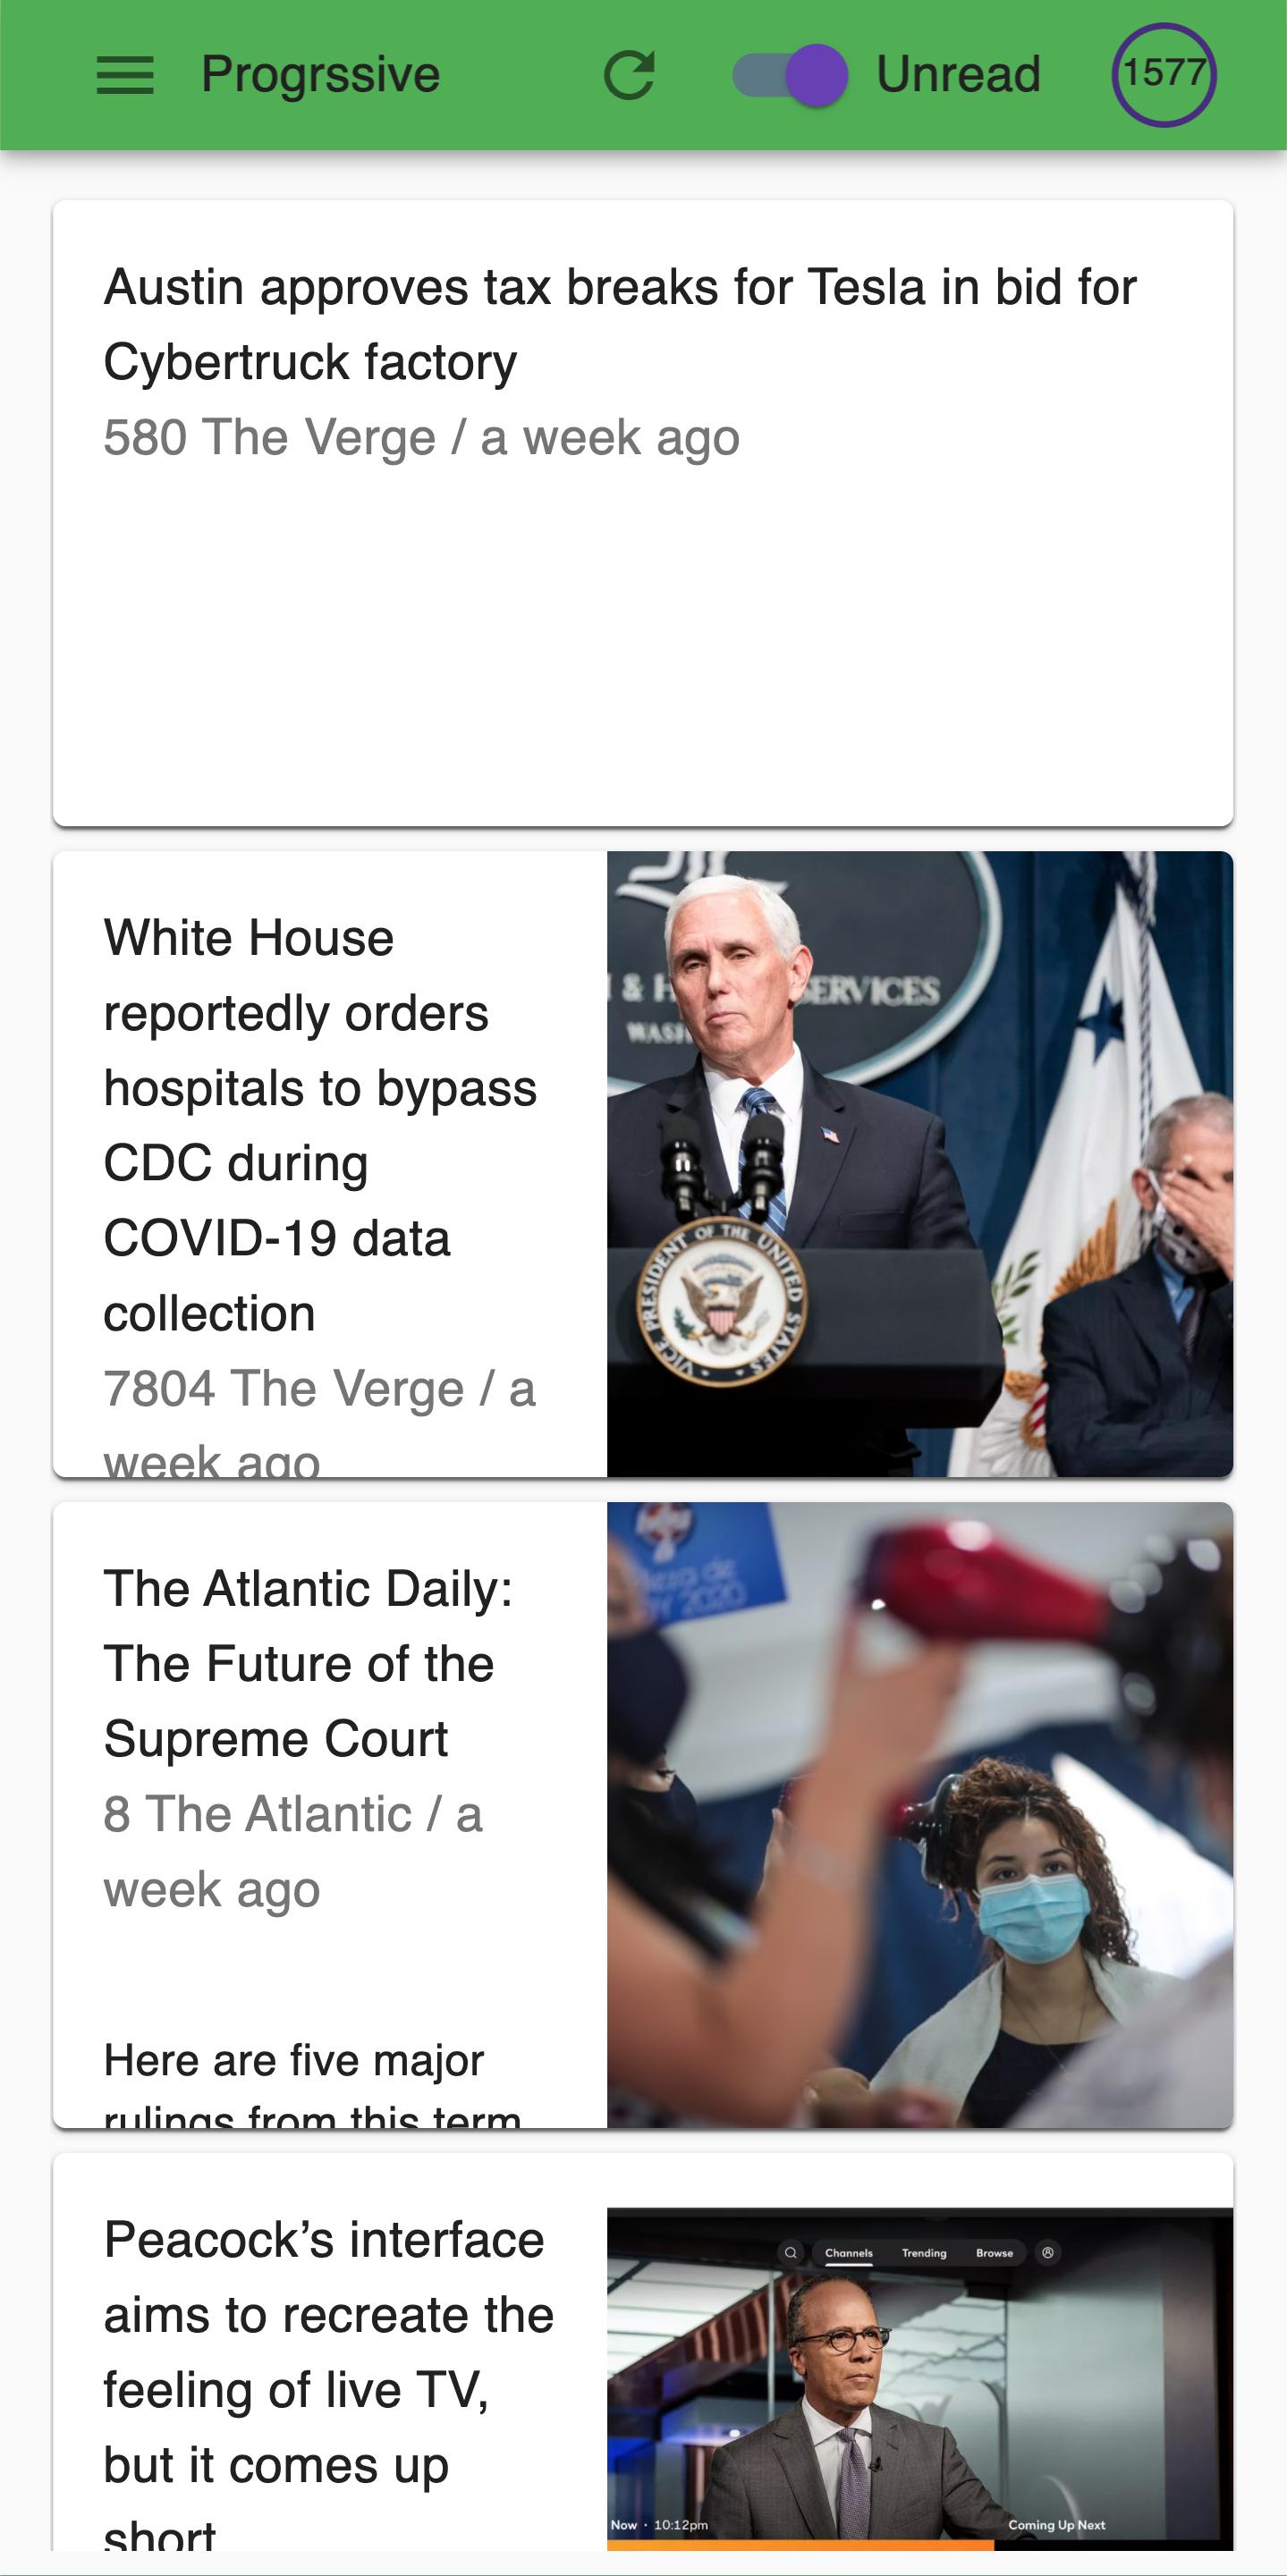 Progrssive
Unread
1577
Austin approves tax breaks for Tesla in bid for
Cybertruck factory
580 The Verge / a week ago
White House
reportedly orders
hospitals to bypass
CDC during
COVID-19 data
collection
7804 The Verge / a
week ago
& H SERVICES
WASH
VICE PRESIDENT OF THE UNITED STATES
The Atlantic Daily:
The Future of the
Supreme Court
8 The Atlantic / a
week ago
Here are five major
rulings from this term
2020
Peacock’s interface
aims to recreate the
feeling of live TV,
but it comes up
short
Channels Trending Browse
Now · 10:12pm
Coming Up Next